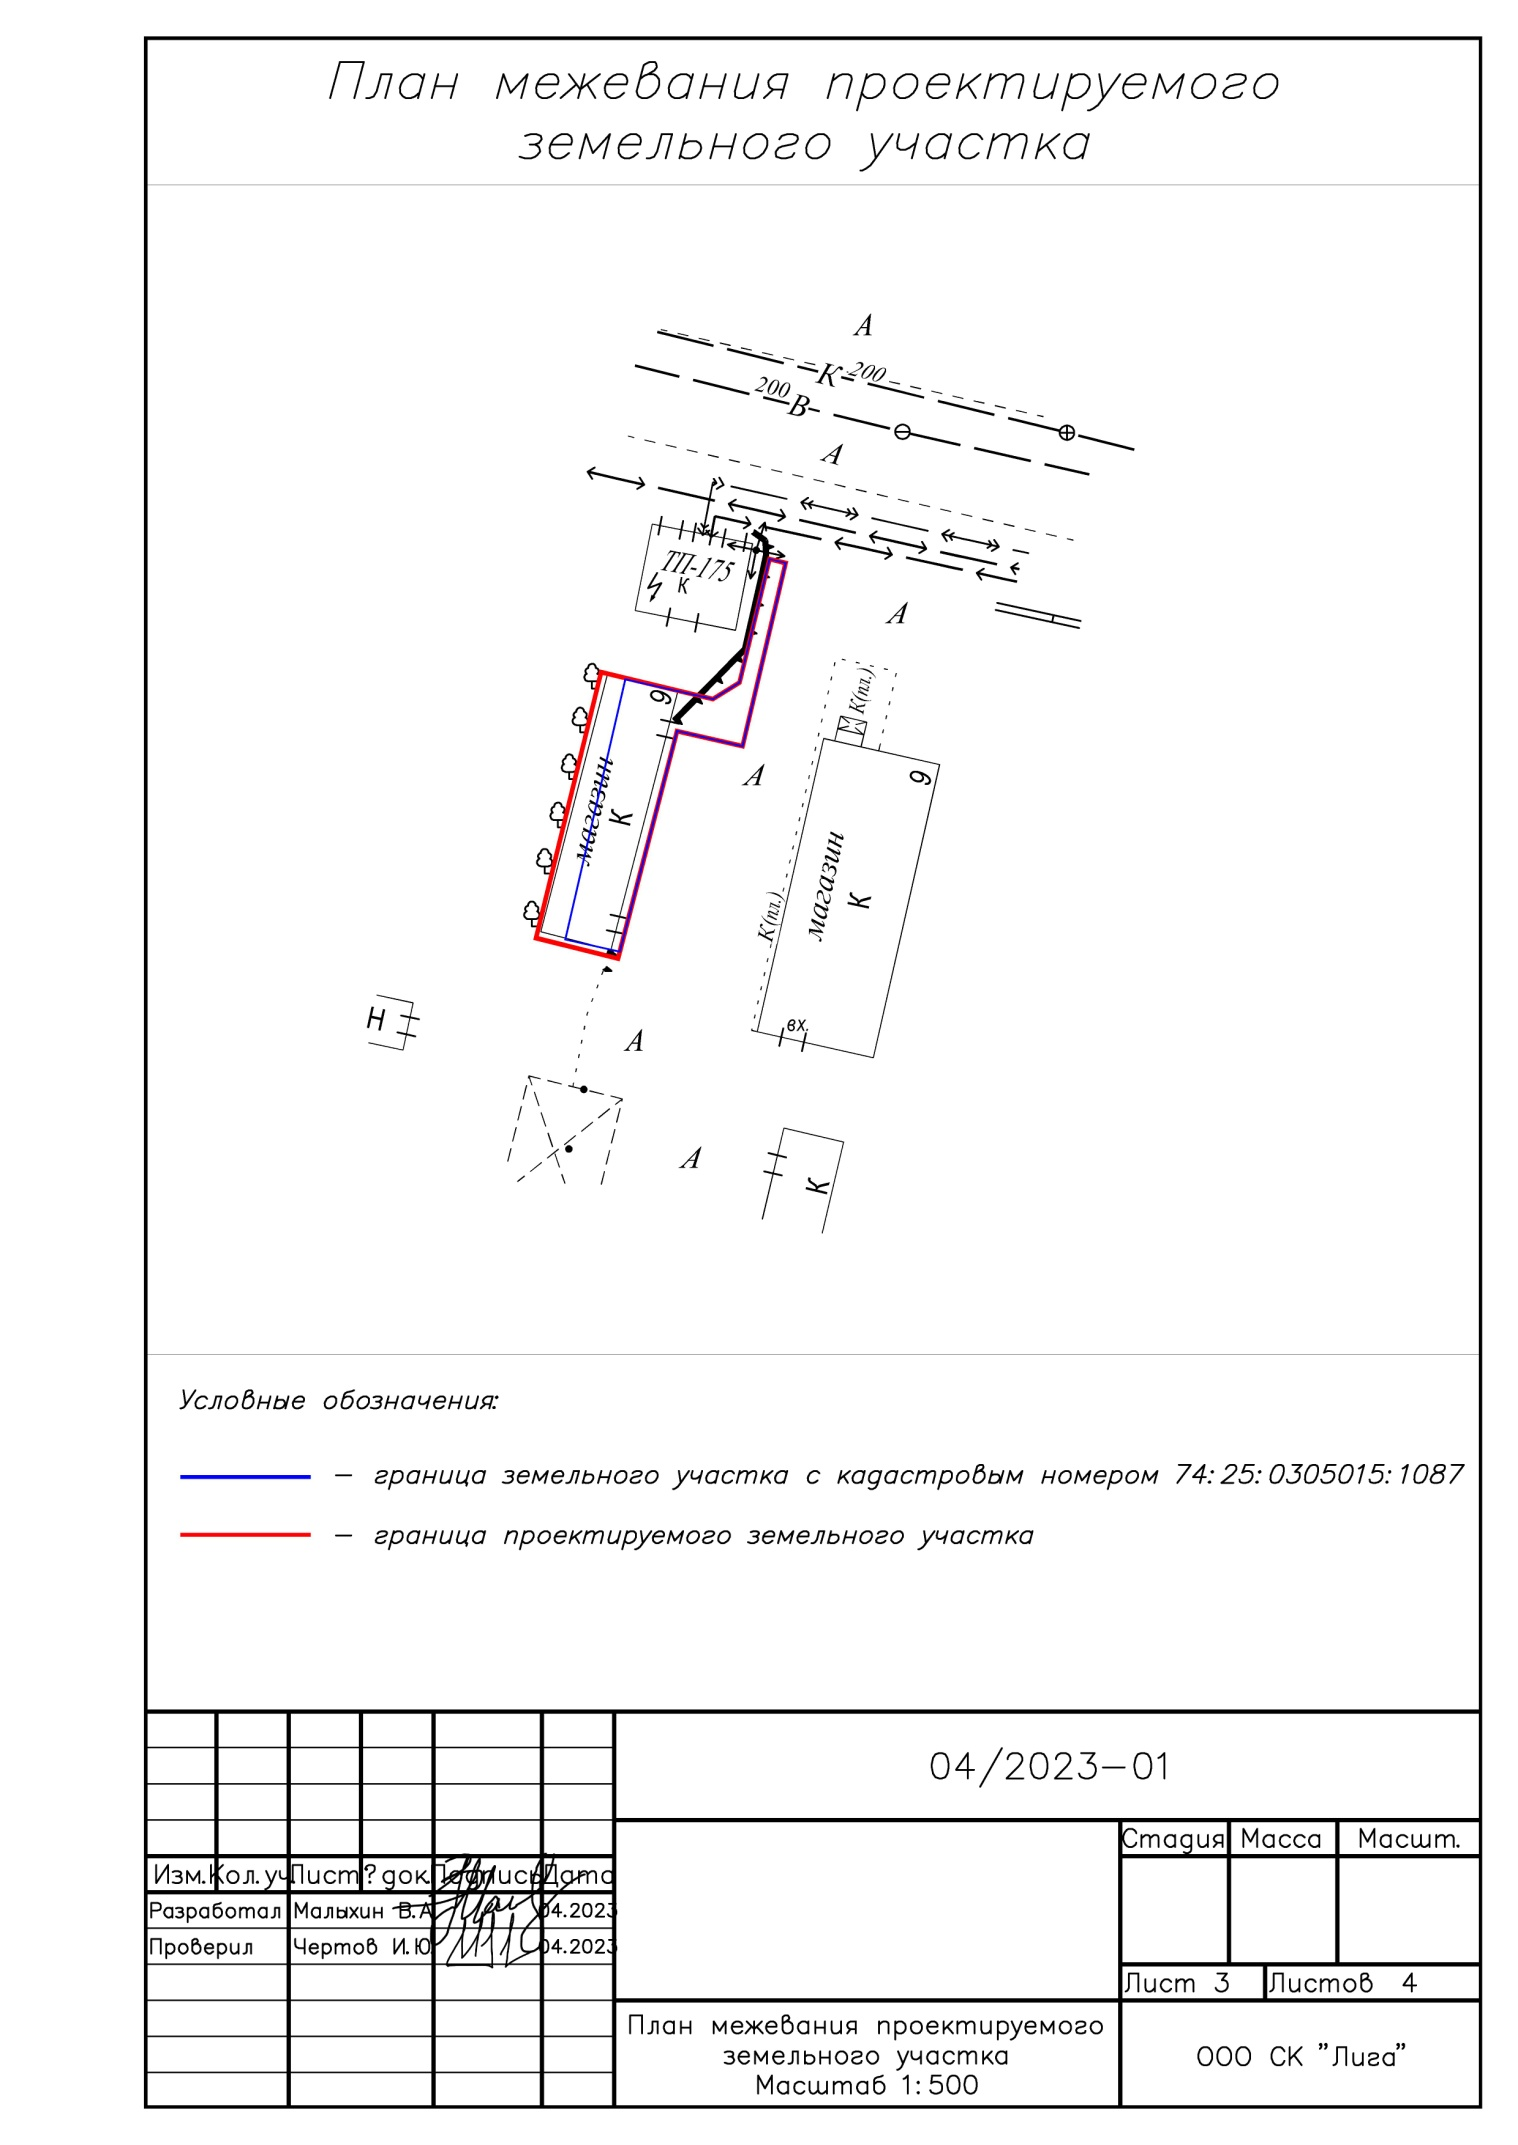 План межевания проектируемого
земельного участка
А
К 200
200 В
А
ТП-175
К
А
К(пл.)
9
9
А
магазин
К
магазин
К
К(пл.)
Н
вх.
А
А
К
Условные обозначения:
– граница земельного участка с кадастровым номером 74:25:0305015:1087
– граница проектируемого земельного участка
04/2023-01
Стадия Масса Масшт.
Изм. Кол.уч Лист ? док. Подпись Дата
Разработал Малыхин В.А 04.2023
Проверил Чертов И.Ю 04.2023
Лист 3 Листов 4
План межевания проектируемого
земельного участка
Масштаб 1:500
ООО СК "Лига"